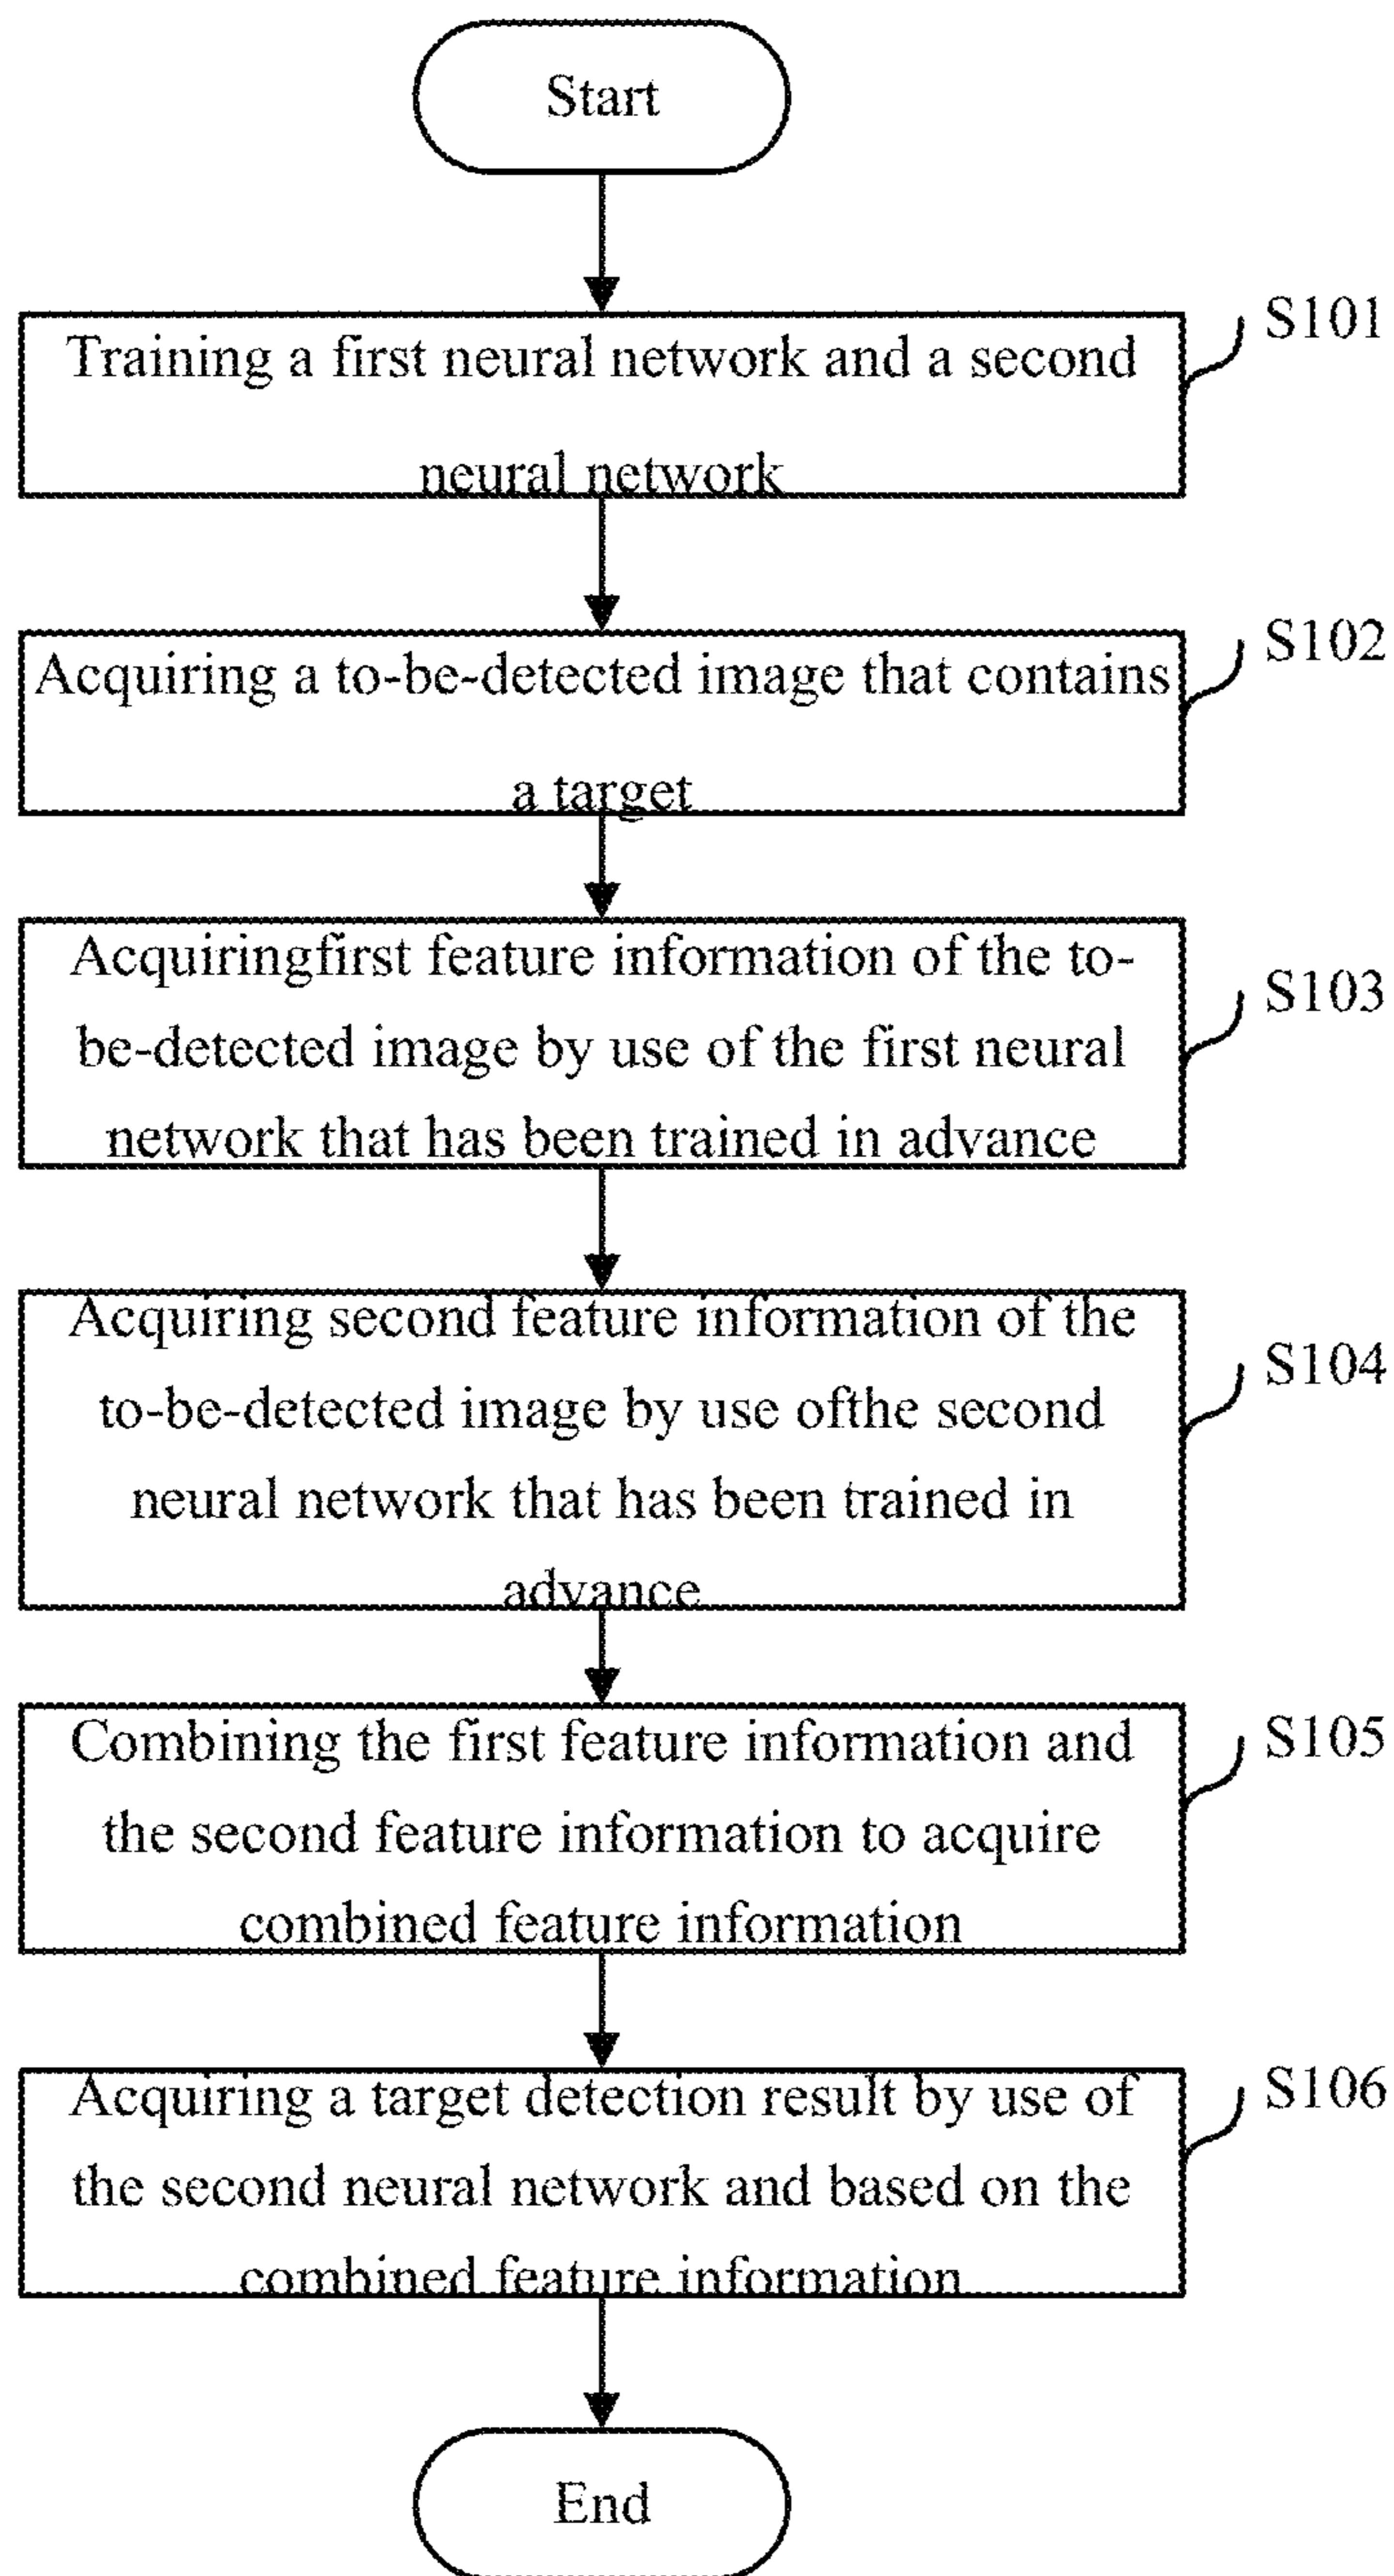 Start
S101
Training a first neural network and a second
neural network
S102
Acquiring a to-be-detected image that contains
a target
Acquiringfirst feature information of the to-
S103
be-detected image by use of the first neural
network that has been trained in advance
Acquiring second feature information of the
S104
to-be-detected image by use ofthe second
neural network that has been trained in
advance
Combining the first feature information and
S105
the second feature information to acquire
combined feature information
Acquiring a target detection result by use of
S106
the second neural network and based on the
combined feature information
End